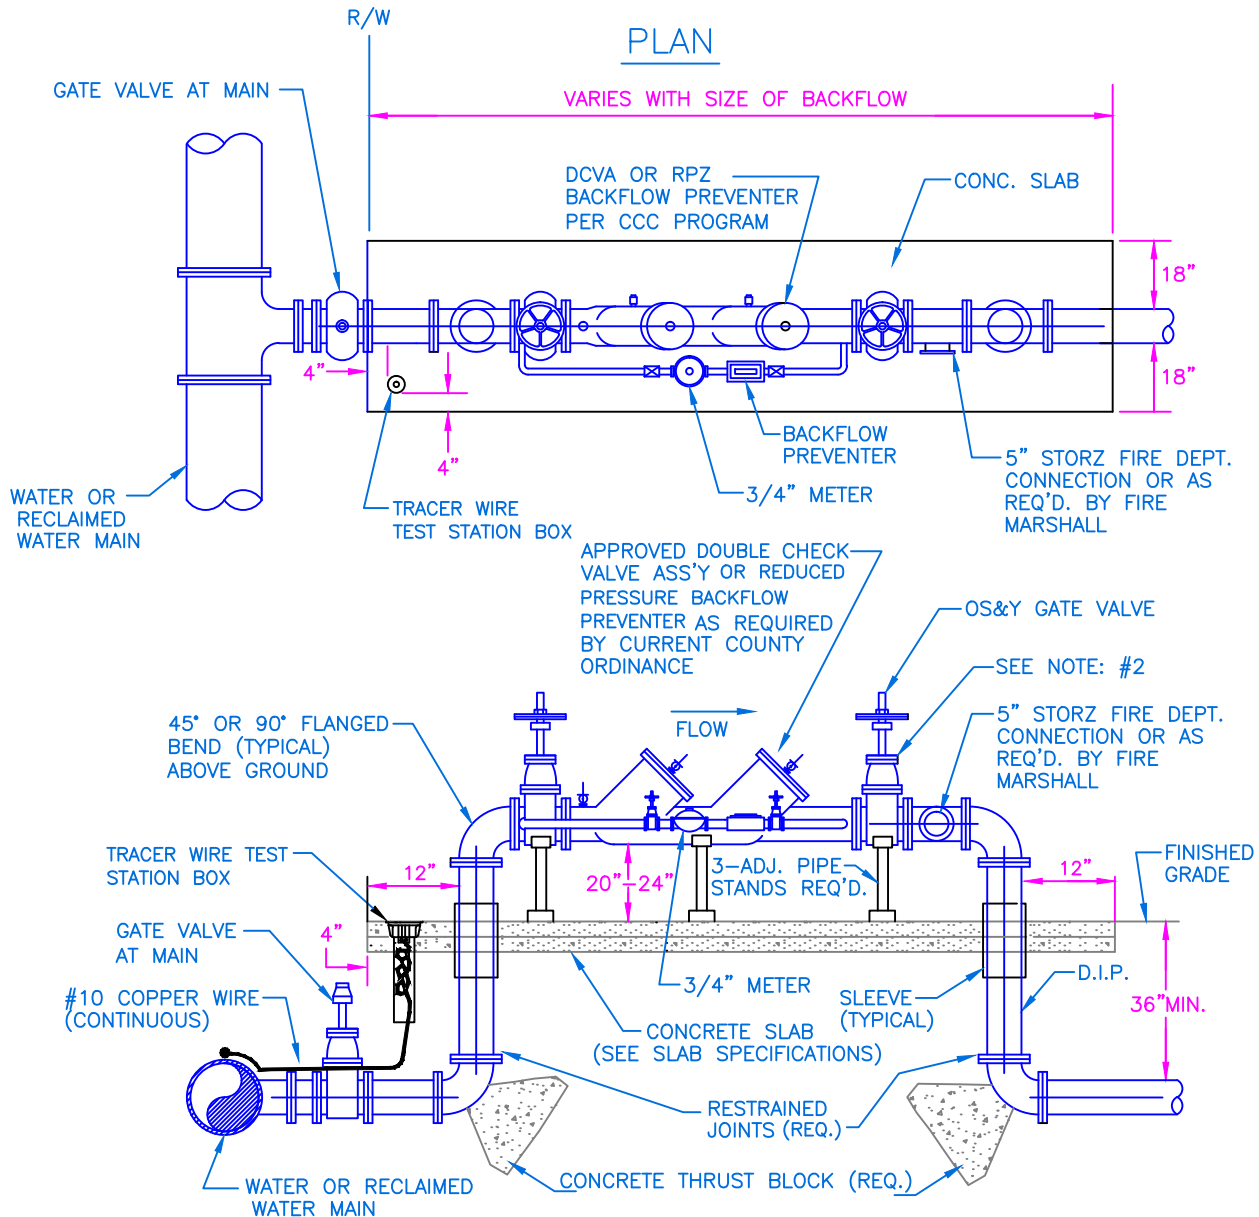 R/W
PLAN
GATE VALVE AT MAIN
VARIES WITH SIZE OF BACKFLOW
DCVA OR RPZ
BACKFLOW PREVENTER
PER CCC PROGRAM
CONC. SLAB
18"
4"
18"
4"
BACKFLOW
PREVENTER
3/4" METER
5" STORZ FIRE DEPT.
CONNECTION OR AS
REQ'D. BY FIRE
MARSHALL
WATER OR
RECLAIMED
WATER MAIN
TRACER WIRE
TEST STATION BOX
APPROVED DOUBLE CHECK
VALVE ASS'Y OR REDUCED
PRESSURE BACKFLOW
PREVENTER AS REQUIRED
BY CURRENT COUNTY
ORDINANCE
OS&Y GATE VALVE
SEE NOTE: #2
45° OR 90° FLANGED
BEND (TYPICAL)
ABOVE GROUND
FLOW
5" STORZ FIRE DEPT.
CONNECTION OR AS
REQ'D. BY FIRE
MARSHALL
TRACER WIRE TEST
STATION BOX
12"
20"-24"
3-ADJ. PIPE
STANDS REQ'D.
12"
FINISHED
GRADE
GATE VALVE
AT MAIN
4"
#10 COPPER WIRE
(CONTINUOUS)
3/4" METER
SLEEVE
(TYPICAL)
D.I.P.
36"MIN.
CONCRETE SLAB
(SEE SLAB SPECIFICATIONS)
RESTRAINED
JOINTS (REQ.)
CONCRETE THRUST BLOCK (REQ.)
WATER OR RECLAIMED
WATER MAIN